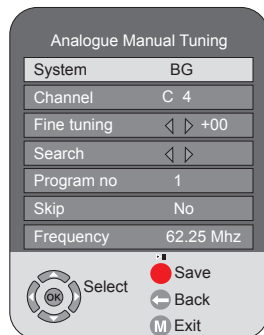 Analogue Manual Tuning
System BG
Channel C 4
Fine tuning +00
Search
Program no 1
Skip No
Frequency 62.25 Mhz
OK Select
Save
Back
M Exit